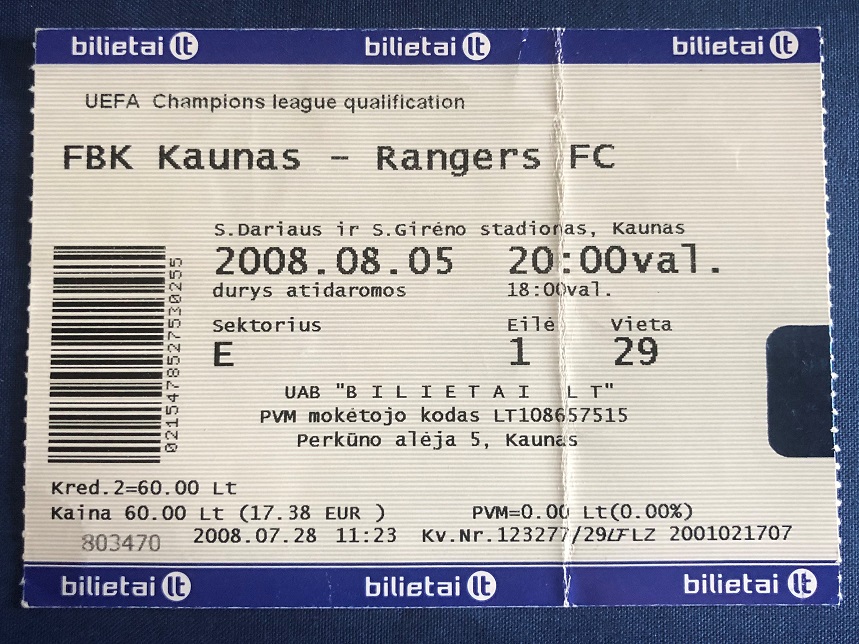 bilietai lt bilietai lt bilietai lt
UEFA Champions league qualification
FBK Kaunas - Rangers FC
S.Dariaus ir S.Girėno stadionas, Kaunas
2008.08.05 20:00val.
durys atidaromos 18:00val.
Sektorius Eilė Vieta
E 1 29
UAB "B I L I E T A I L T"
PVM mokėtojo kodas LT108657515
Perkūno alėja 5, Kaunas
0215478527530255
Kred.2=60.00 Lt
Kaina 60.00 Lt (17.38 EUR ) PVM=0.00 Lt(0.00%)
803470 2008.07.28 11:23 Kv.Nr.123277/29LFLZ 2001021707
bilietai lt bilietai lt bilietai lt